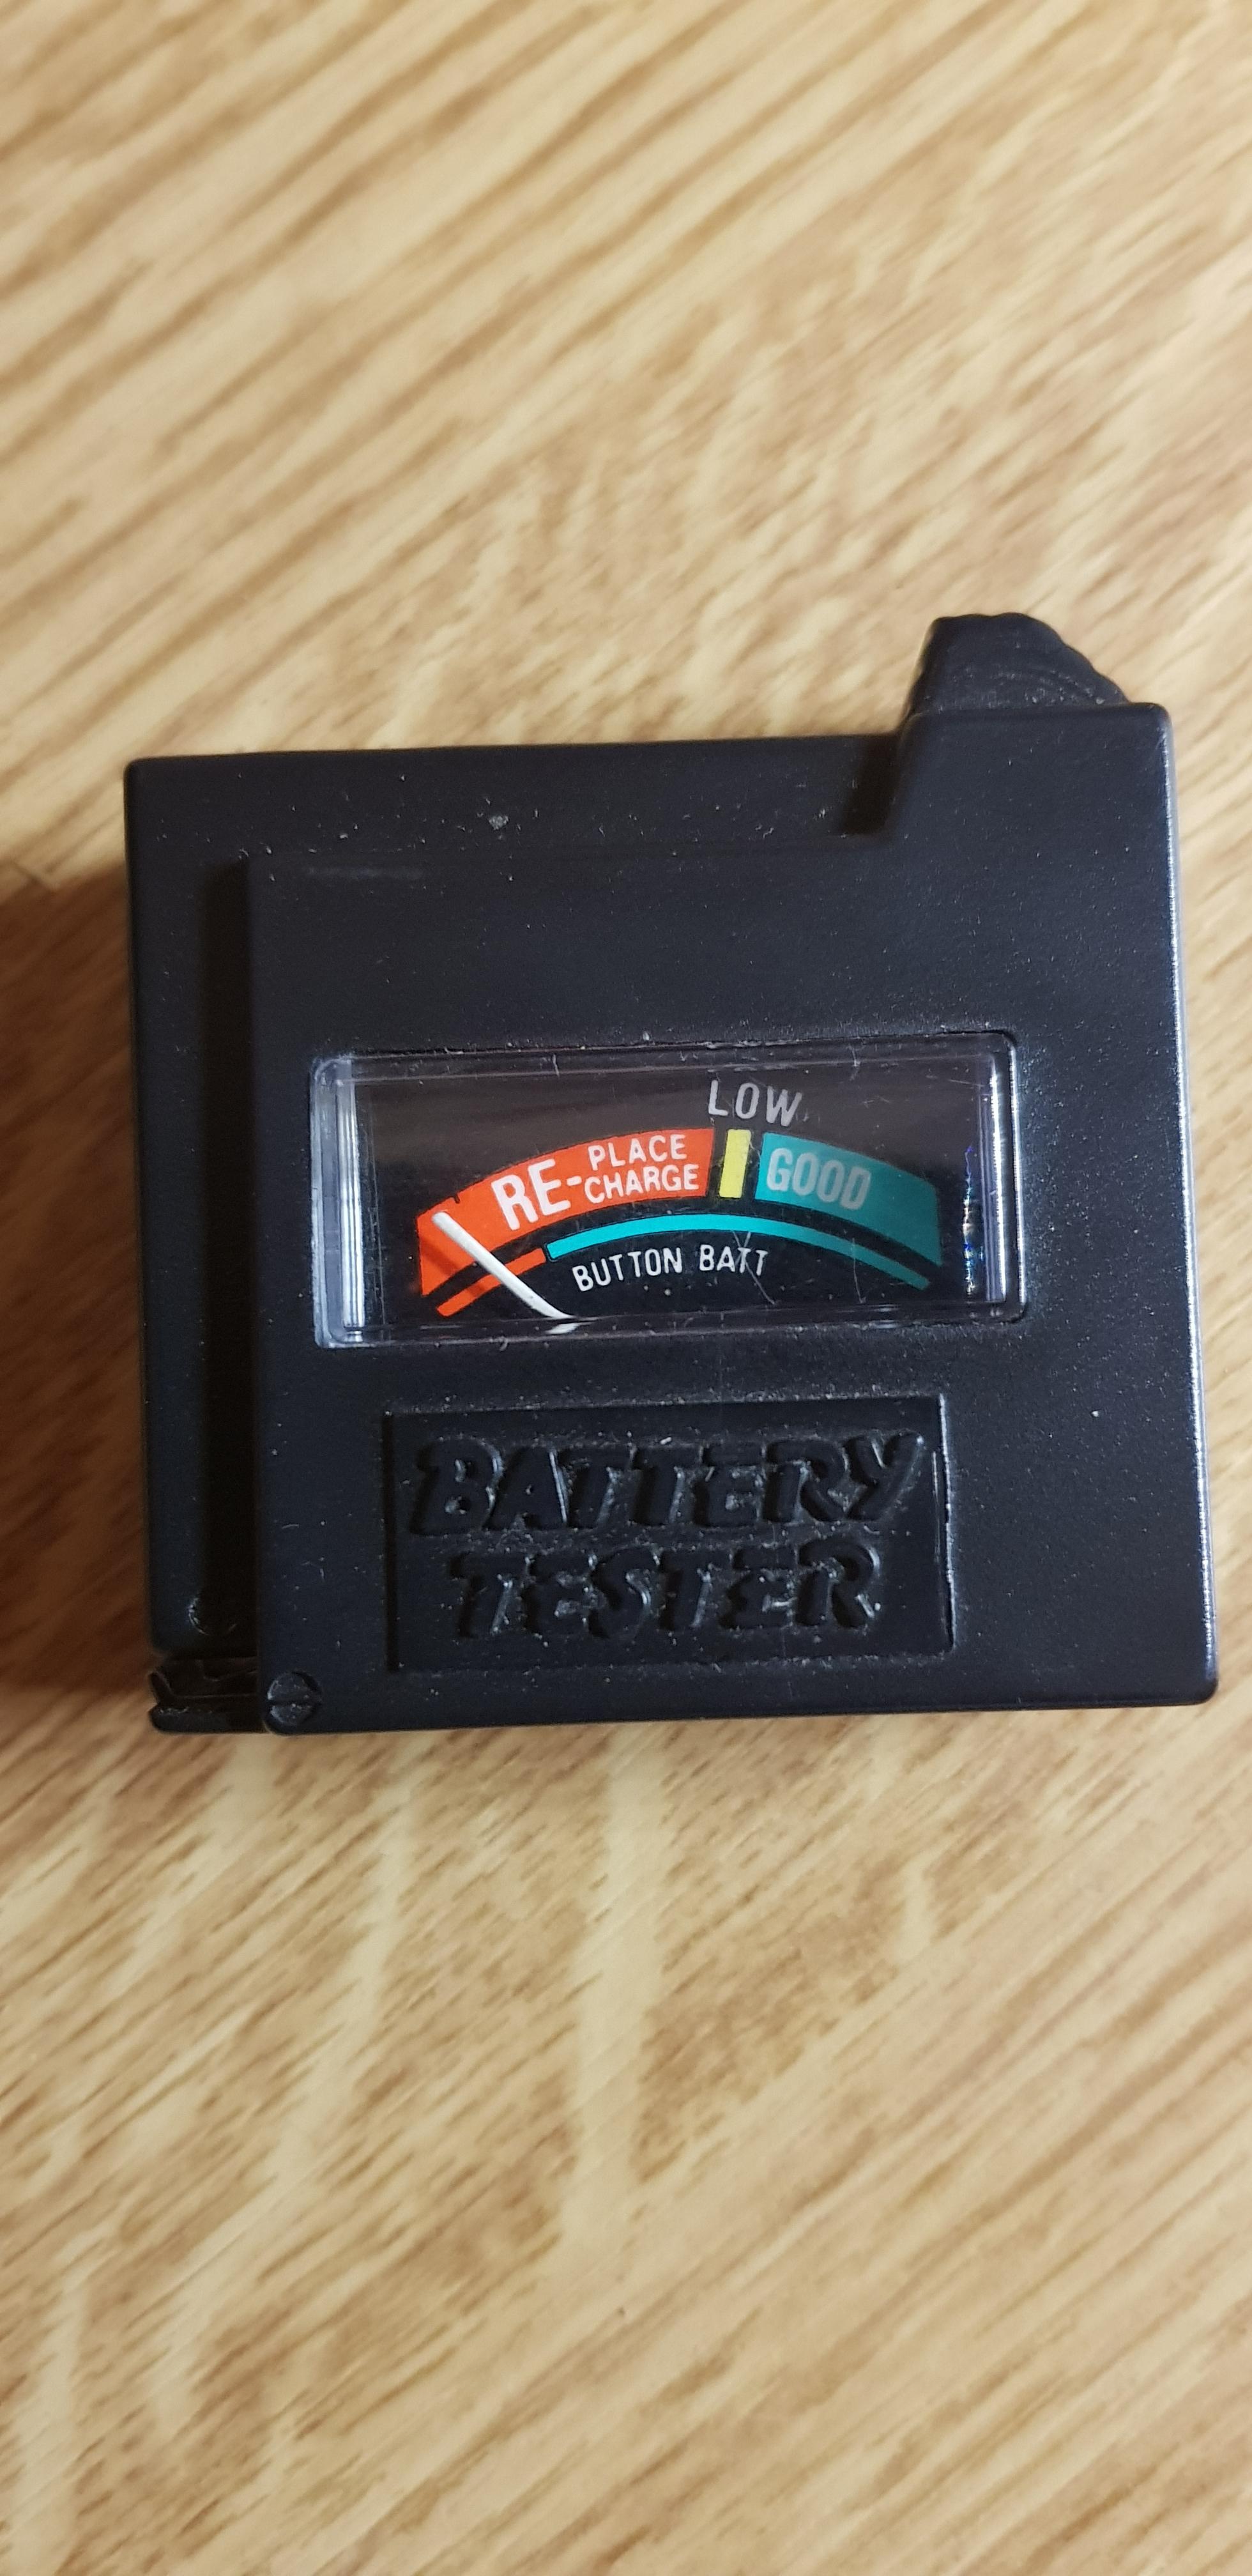 LOW
RE-PLACE
CHARGE
GOOD
BUTTON BATT
BATTERY
TESTER